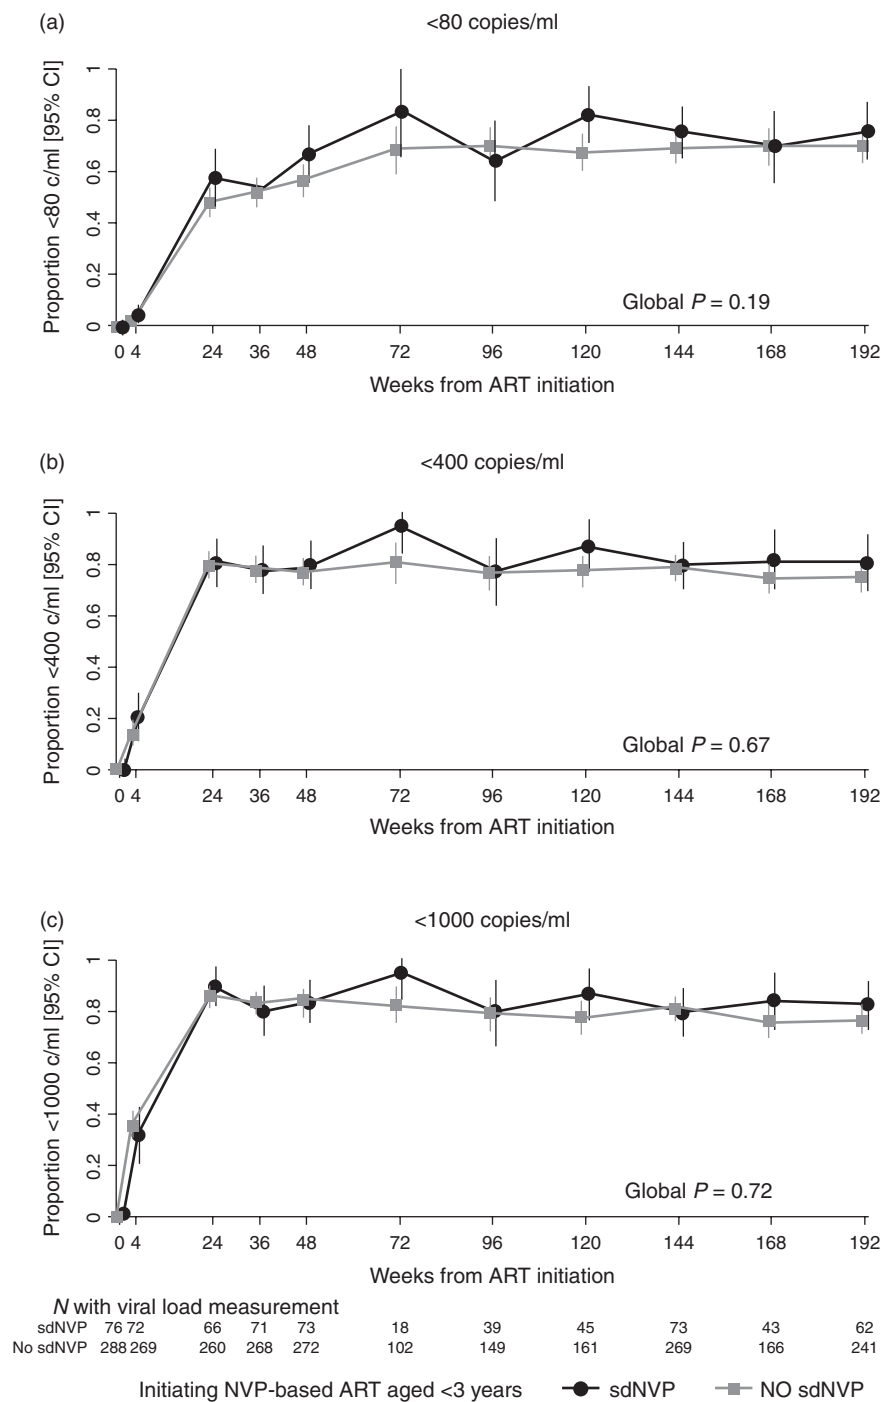 (a)
<80 copies/ml
Proportion <80 c/ml [95% CI]
1
0.8
0.6
0.4
0.2
0
Global P = 0.19
0 4 24 36 48 72 96 120 144 168 192
Weeks from ART initiation
(b)
<400 copies/ml
Proportion <400 c/ml [95% CI]
1
0.8
0.6
0.4
0.2
0
Global P = 0.67
0 4 24 36 48 72 96 120 144 168 192
Weeks from ART initiation
(c)
<1000 copies/ml
Proportion <1000 c/ml [95% CI]
1
0.8
0.6
0.4
0.2
0
Global P = 0.72
0 4 24 36 48 72 96 120 144 168 192
Weeks from ART initiation
N with viral load measurement
sdNVP 76 72 66 71 73 18 39 45 73 43 62
No sdNVP 288 269 260 268 272 102 149 161 269 166 241
Initiating NVP-based ART aged <3 years sdNVP NO sdNVP